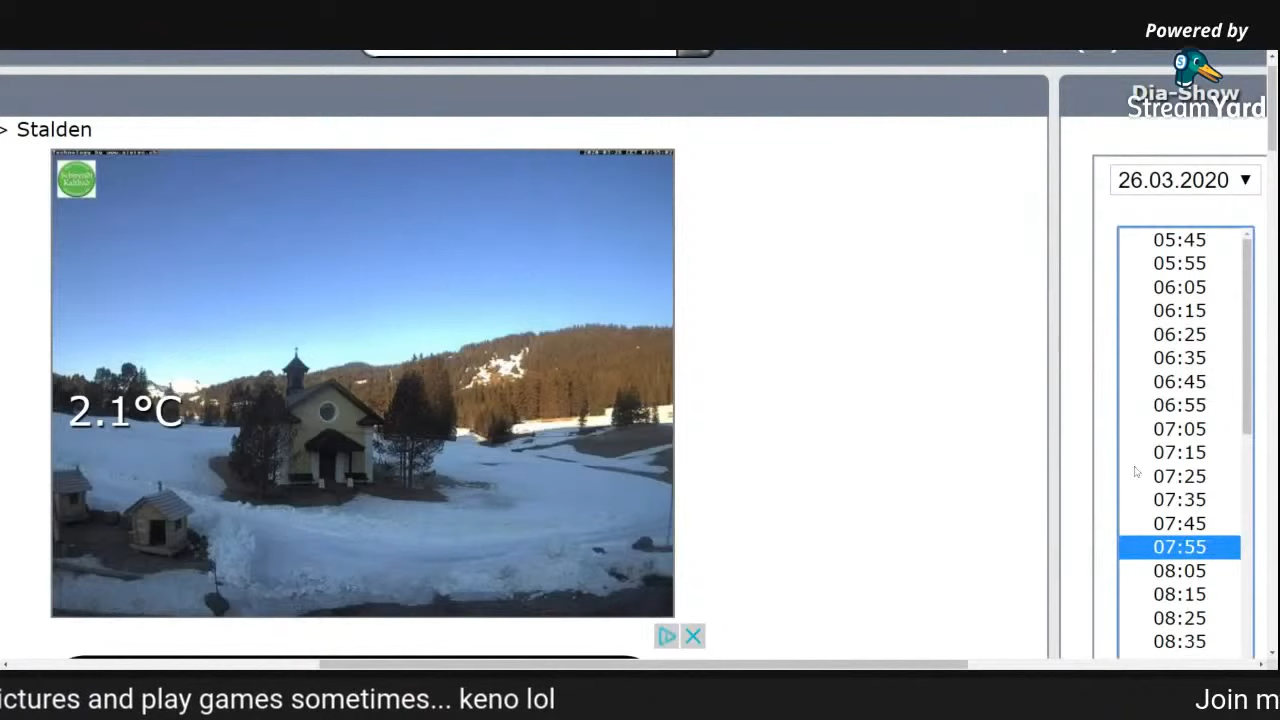 Powered by
Dia-Show
StreamYard
> Stalden
26.03.2020
2.1°C
05:45
05:55
06:05
06:15
06:25
06:35
06:45
06:55
07:05
07:15
07:25
07:35
07:45
07:55
08:05
08:15
08:25
08:35
ictures and play games sometimes... keno lol
Join m